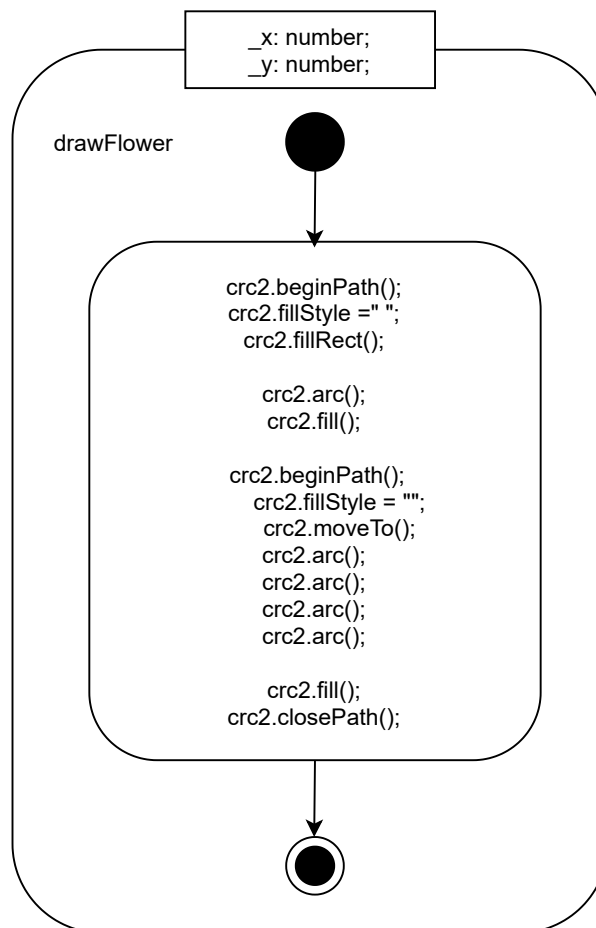 _x: number;
_y: number;
drawFlower
crc2.beginPath();
crc2.fillStyle =" ";
crc2.fillRect();
crc2.arc();
crc2.fill();
crc2.beginPath();
crc2.fillStyle = "";
crc2.moveTo();
crc2.arc();
crc2.arc();
crc2.arc();
crc2.arc();
crc2.fill();
crc2.closePath();